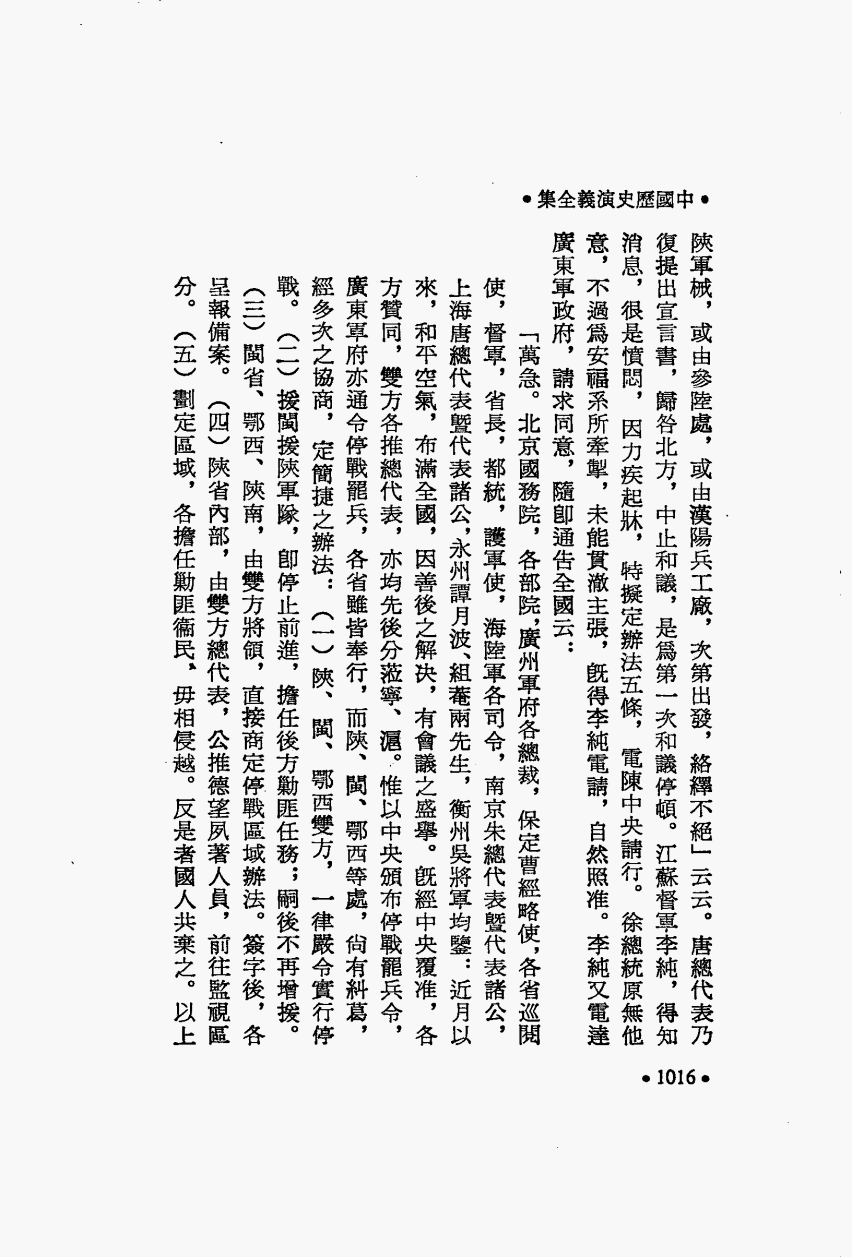 •中國歷史演義全集•
陝軍械，或由參陸處，或由漢陽兵工廠，次第出發，絡繹不絕」云云。唐總代表乃
復提出宣言書，歸咎北方，中止和議，是爲第一次和議停頓。江蘇督軍李純，得知
消息，很是憤悶，因力疾起牀，特擬定辦法五條，電陳中央請行。徐總統原無他
意，不過爲安福系所牽掣，未能貫澈主張，旣得李純電請，自然照准。李純又電達
廣東軍政府，請求同意，隨卽通告全國云：
「萬急。北京國務院，各部院，廣州軍府各總裁，保定曹經略使，各省巡閱
使，督軍，省長，都統，護軍使，海陸軍各司令，南京朱總代表暨代表諸公，
上海唐總代表暨代表諸公，永州譚月波、組菴兩先生，衡州吳將軍均鑒：近月以
來，和平空氣，布滿全國，因善後之解决，有會議之盛擧。旣經中央覆准，各
方贊同，雙方各推總代表，亦均先後分蒞寧、滬。惟以中央頒布停戰罷兵令，
廣東軍府亦通令停戰罷兵，各省雖皆奉行，而陝、閩、鄂西等處，尙有糾葛，
經多次之協商，定簡捷之辦法：（一）陝、閩、鄂西雙方，一律嚴令實行停
戰。（二）援閩援陝軍隊，卽停止前進，擔任後方勦匪任務；嗣後不再增援。
（三）閩省、鄂西、陝南，由雙方將領，直接商定停戰區域辦法。簽字後，各
呈報備案。（四）陝省內部，由雙方總代表，公推德望夙著人員，前往監視區
分。（五）劃定區域，各擔任勦匪衞民，毋相侵越。反是者國人共棄之。以上
•1016•